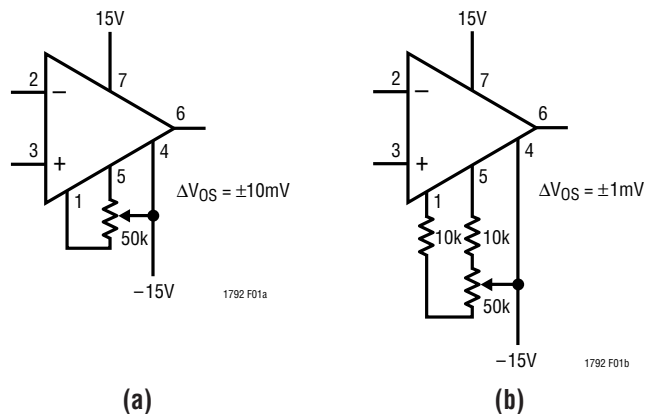 15V
2
7
−
6
3
+
4
5
1
ΔVOS = ±10mV
50k
−15V
1792 F01a
(a)
15V
2
7
−
6
3
+
4
5
1
ΔVOS = ±1mV
10k
10k
50k
−15V
1792 F01b
(b)